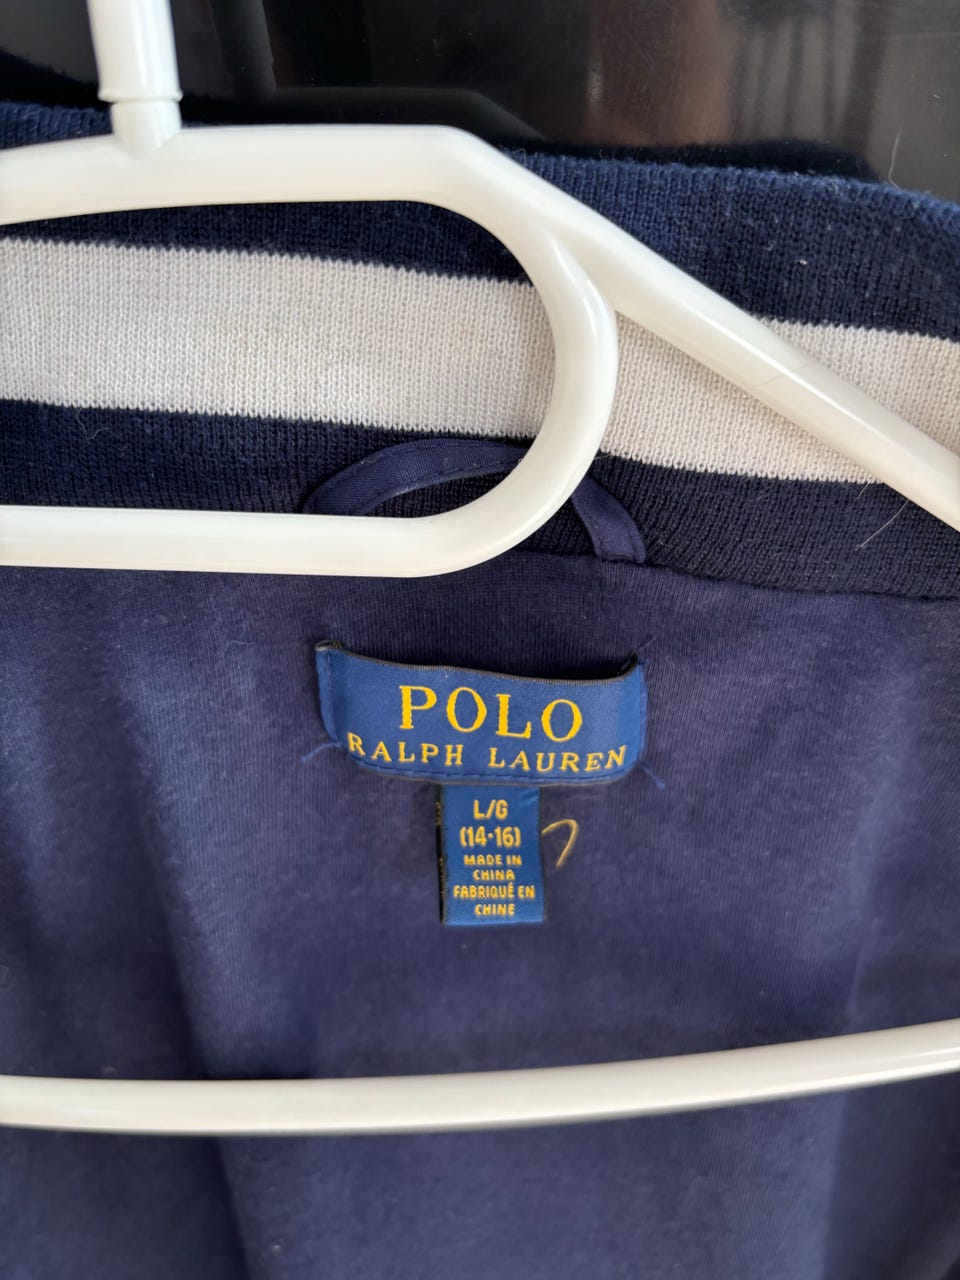 POLO
RALPH LAUREN
L/G
(14-16)
MADE IN
CHINA
FABRIQUÉ EN
CHINE